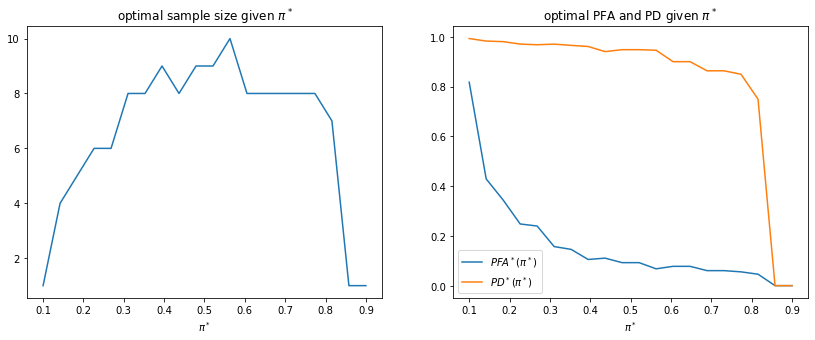 optimal sample size given π*
10
8
6
4
2
0.1 0.2 0.3 0.4 0.5 0.6 0.7 0.8 0.9
π*
optimal PFA and PD given π*
1.0
0.8
0.6
0.4
0.2
0.0
PFA*(π*)
PD*(π*)
0.1 0.2 0.3 0.4 0.5 0.6 0.7 0.8 0.9
π*